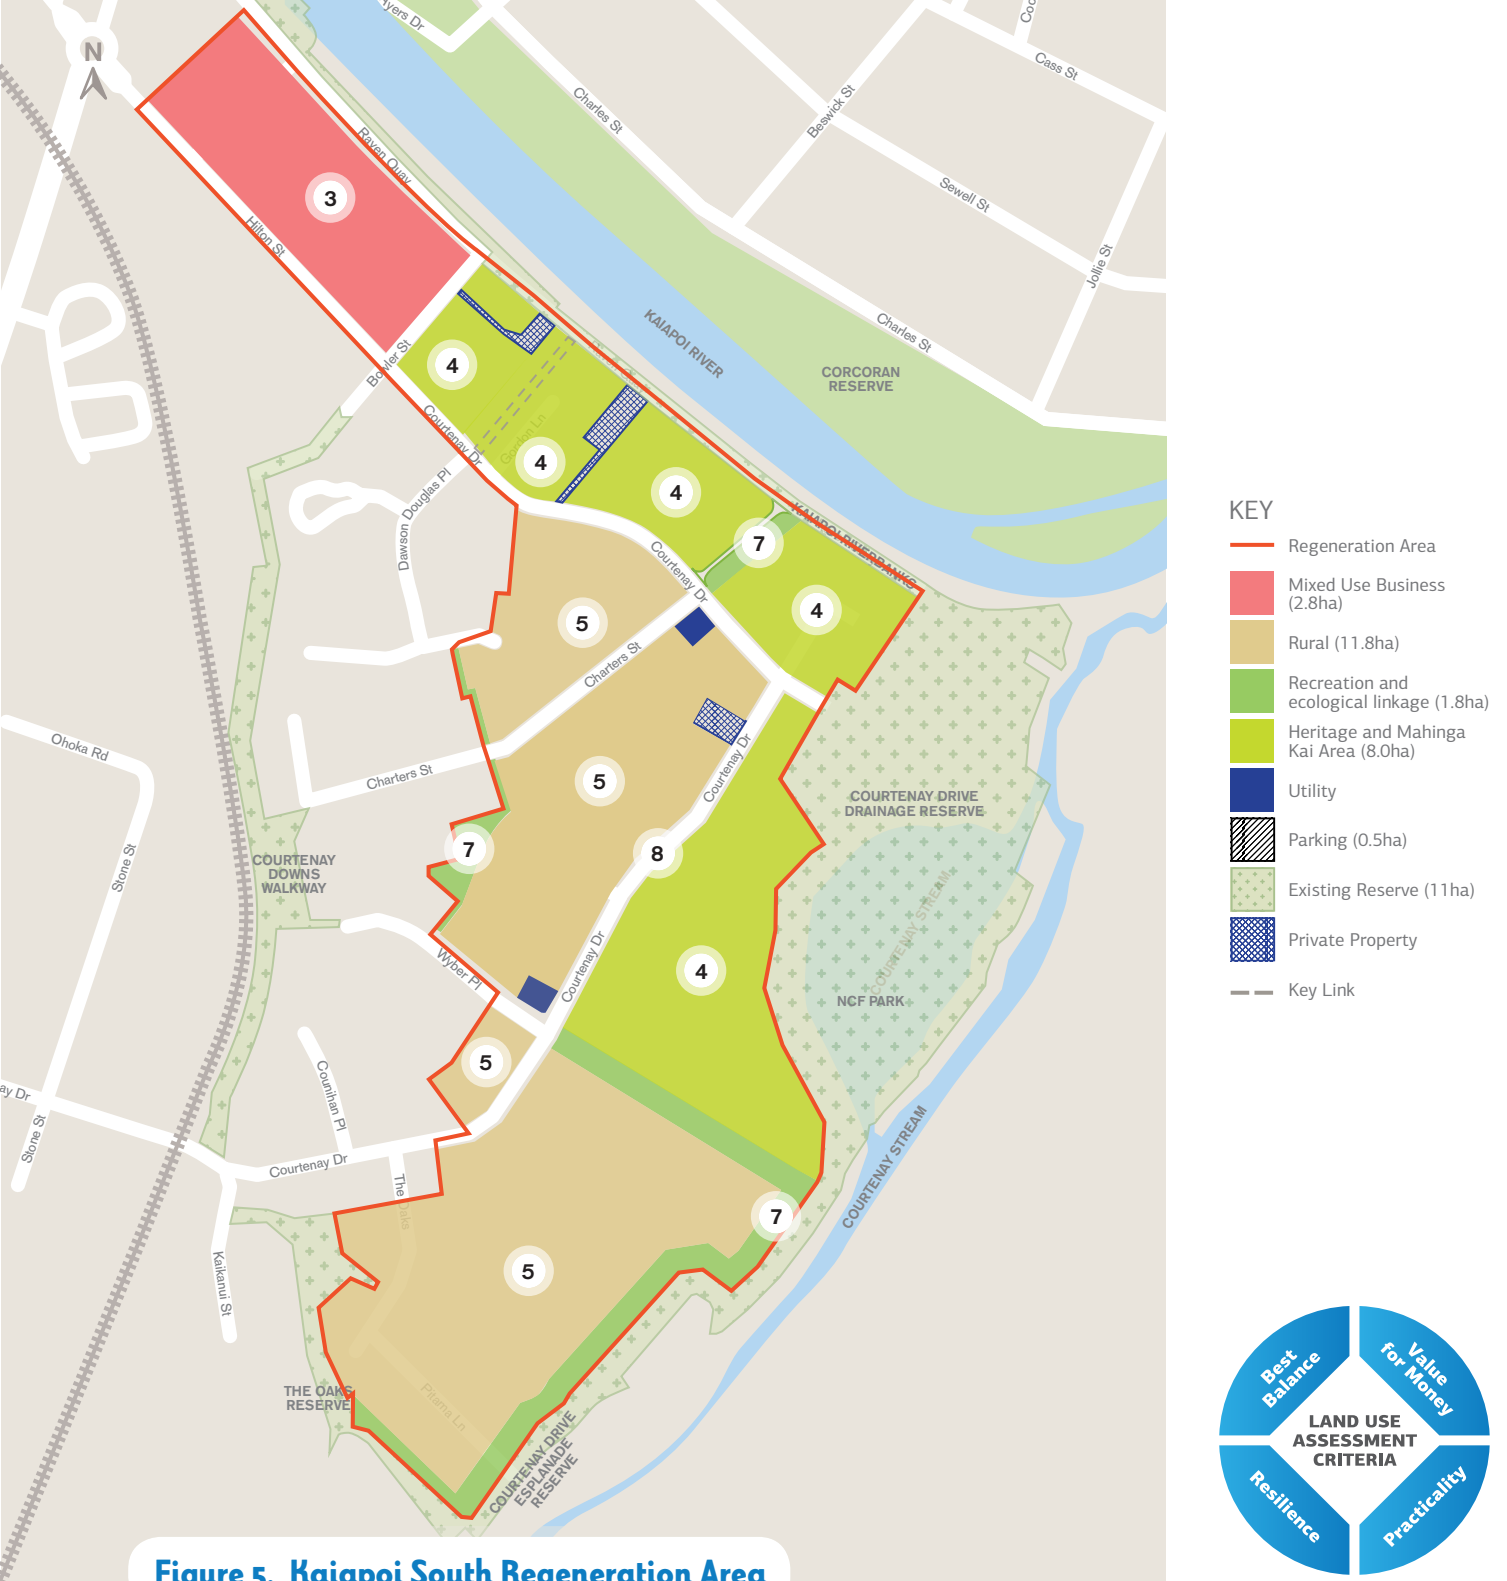 Ayers Dr
Coo
N
Cass St
Charles St
Beswick St
Raven Quay
3
Sewell St
Hilton St
Jollie St
KAIAPOI RIVER
Charles St
Bowler St
4
CORCORAN
RESERVE
Courtenay Dr
Gordon Ln
4
4
Dawson Douglas Pl
KAIAPOI RIVERBANKS
7
Courtenay Dr
4
5
Charters St
Ohoka Rd
Charters St
5
Courtenay Dr
COURTENAY DRIVE
DRAINAGE RESERVE
7
8
Stone St
COURTENAY
DOWNS
WALKWAY
COURTENAY STREAM
Wyber Pl
Courtenay Dr
4
NCF PARK
5
Counihan Pl
ay Dr
Stone St
Courtenay Dr
COURTENAY STREAM
The Oaks
7
Kaikanui St
5
THE OAKS
RESERVE
Pitama Ln
COURTENAY DRIVE
ESPLANADE
RESERVE
Figure 5. Kaiapoi South Regeneration Area
KEY
Regeneration Area
Mixed Use Business
(2.8ha)
Rural (11.8ha)
Recreation and
ecological linkage (1.8ha)
Heritage and Mahinga
Kai Area (8.0ha)
Utility
Parking (0.5ha)
Existing Reserve (11ha)
Private Property
Key Link
Best
Balance
Value
for Money
LAND USE
ASSESSMENT
CRITERIA
Resilience
Practicality